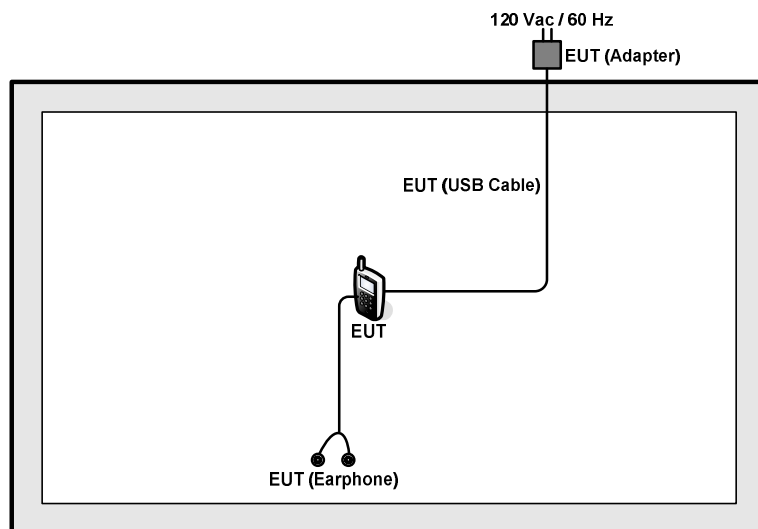 120 Vac / 60 Hz
EUT (Adapter)
EUT (USB Cable)
EUT
EUT (Earphone)